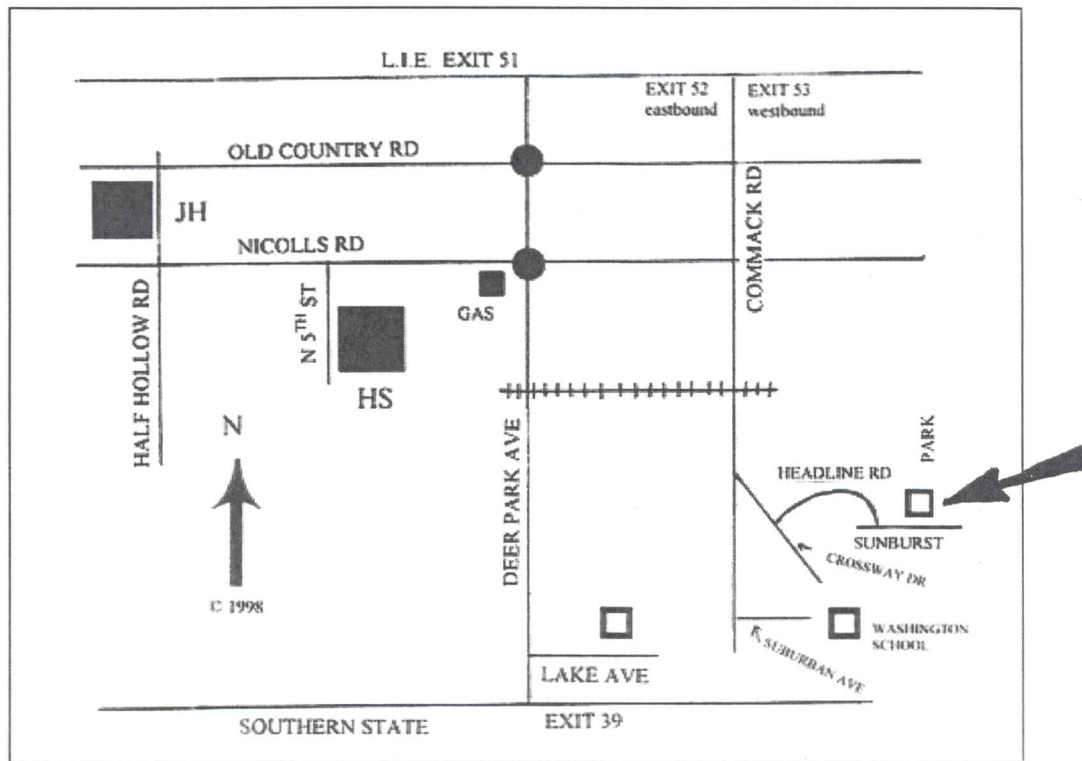 L.I.E. EXIT 51
EXIT 52
eastbound
EXIT 53
westbound
OLD COUNTRY RD
JH
COMMACK RD
NICOLLS RD
HALF HOLLOW RD
N 5TH ST
GAS
HS
DEER PARK AVE
N
PARK
HEADLINE RD
SUNBURST
CROSSWAY DR
© 1998
WASHINGTON
SCHOOL
SUBURBAN AVE
LAKE AVE
SOUTHERN STATE
EXIT 39